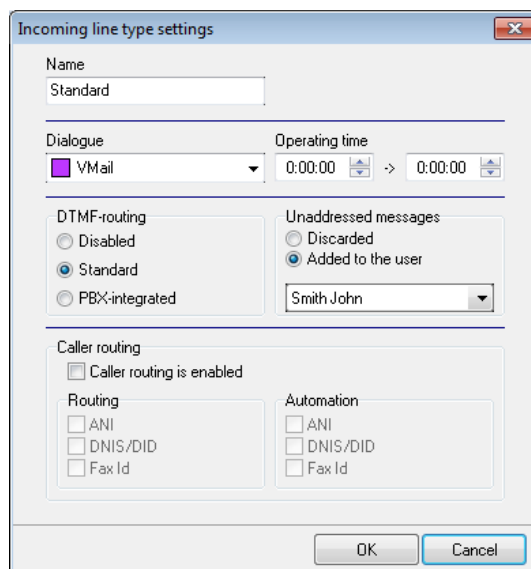 Incoming line type settings
Name
Standard
Dialogue
Operating time
VMail
0:00:00 -> 0:00:00
DTMF-routing
Disabled
Standard
PBX-integrated
Unaddressed messages
Discarded
Added to the user
Smith John
Caller routing
Caller routing is enabled
Routing
ANI
DNIS/DID
Fax Id
Automation
ANI
DNIS/DID
Fax Id
OK
Cancel